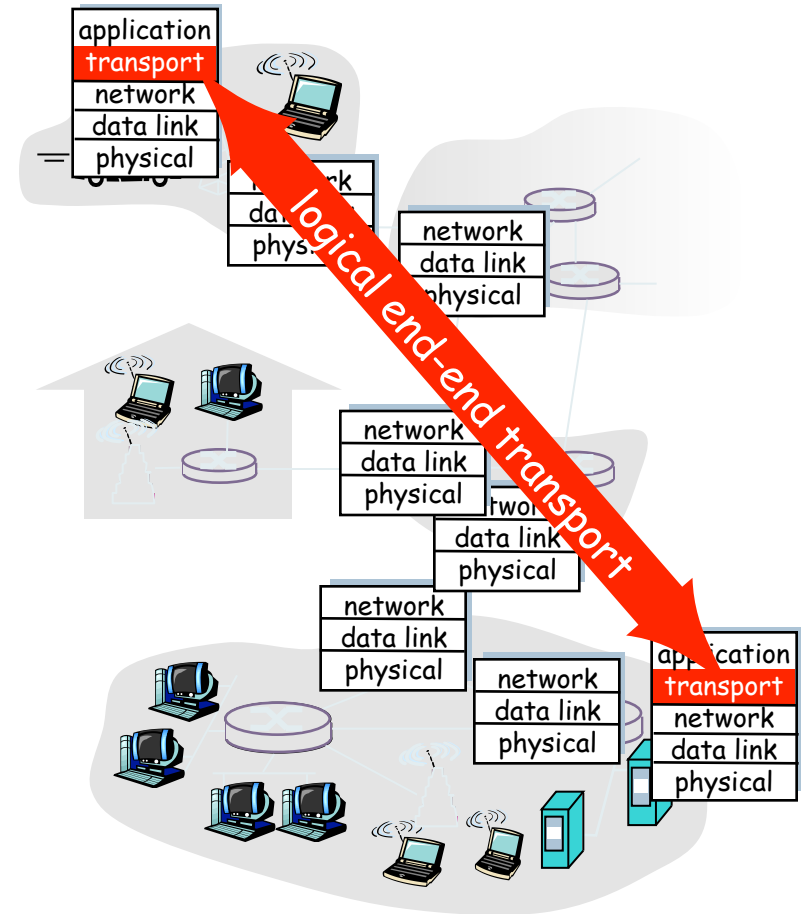 application
transport
network
data link
physical
network
data link
physical
logical end-end transport
network
data link
physical
network
data link
physical
data link
physical
network
data link
physical
application
transport
network
data link
physical
network
data link
physical